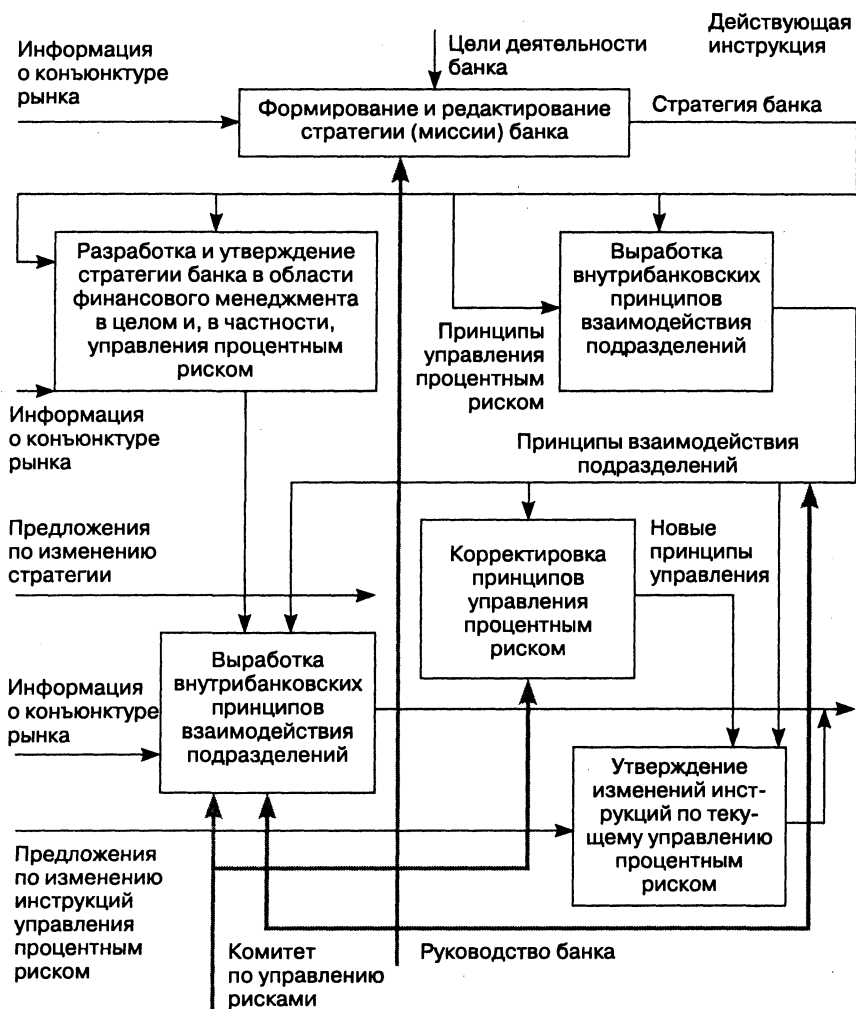 Информация
о конъюнктуре
рынка
Цели деятельности
банка
Действующая
инструкция
Формирование и редактирование
стратегии (миссии) банка
Стратегия банка
Разработка и утверждение
стратегии банка в области
финансового менеджмента
в целом и, в частности,
управления процентным
риском
Выработка
внутрибанковских
принципов
взаимодействия
подразделений
Принципы
управления
процентным
риском
Информация
о конъюнктуре
рынка
Принципы взаимодействия
подразделений
Предложения
по изменению
стратегии
Корректировка
принципов
управления
процентным
риском
Новые
принципы
управления
Выработка
внутрибанковских
принципов
взаимодействия
подразделений
Информация
о конъюнктуре
рынка
Утверждение
изменений инст-
рукций по теку-
щему управлению
процентным
риском
Предложения
по изменению
инструкций
управления
процентным
риском
Комитет
по управлению
рисками
Руководство банка